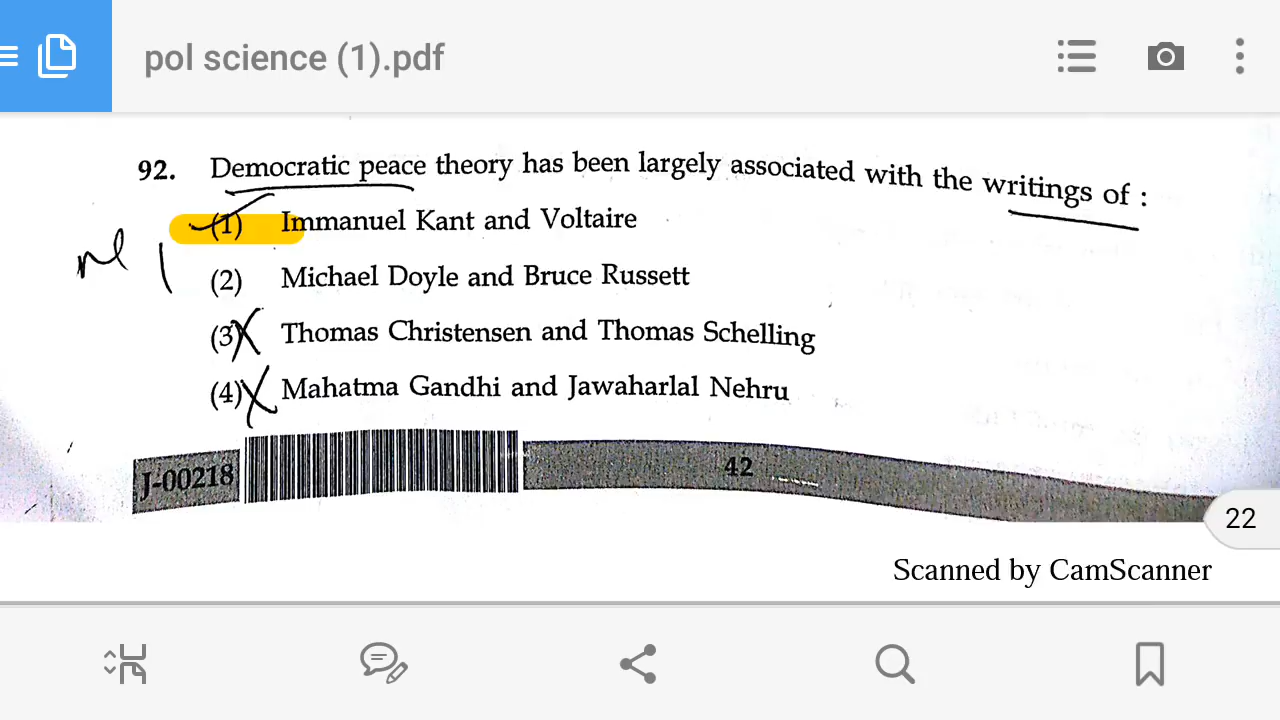 pol science (1).pdf
92. Democratic peace theory has been largely associated with the writings of :
(1) Immanuel Kant and Voltaire
(2) Michael Doyle and Bruce Russett
(3) Thomas Christensen and Thomas Schelling
(4) Mahatma Gandhi and Jawaharlal Nehru
J-00218
42
22
Scanned by CamScanner